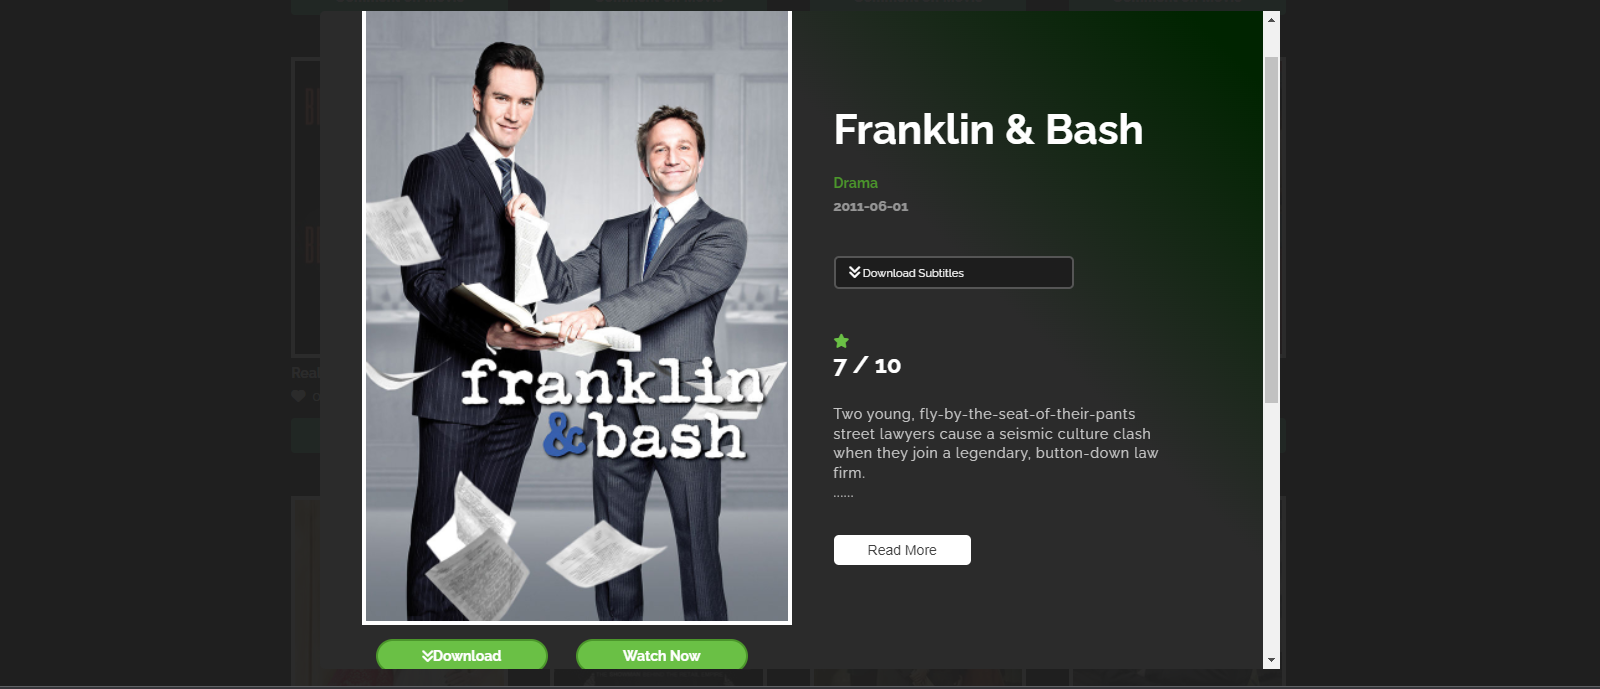 franklin
&bash
Download
Watch Now
Franklin & Bash
Drama
2011-06-01
Download Subtitles
7 / 10
Two young, fly-by-the-seat-of-their-pants
street lawyers cause a seismic culture clash
when they join a legendary, button-down law
firm.
......
Read More